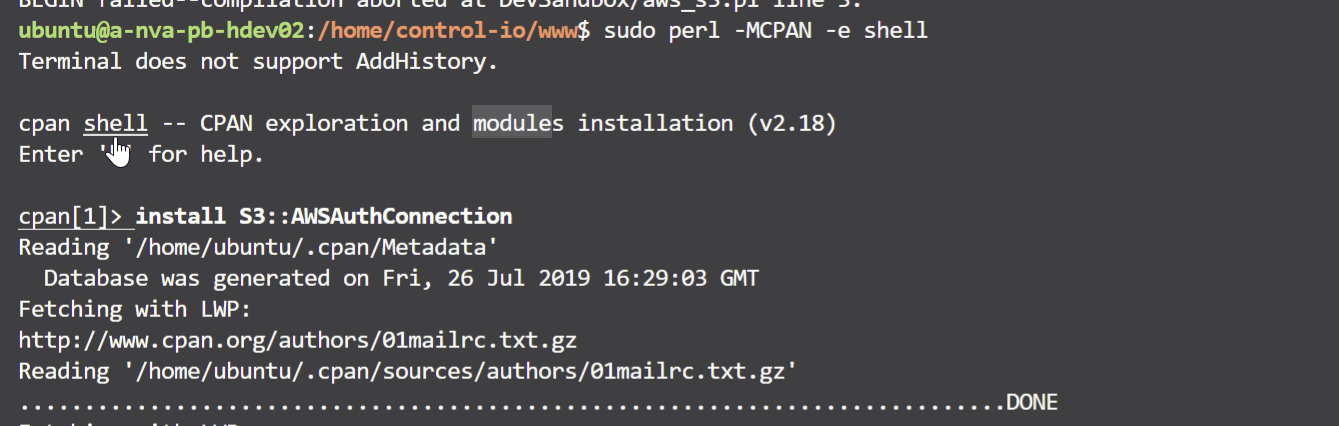 BEGIN failed--compilation aborted at DevSandbox/aws_s3.pl line 5.
ubuntu@a-nva-pb-hdev02:/home/control-io/www$ sudo perl -MCPAN -e shell
Terminal does not support AddHistory.
cpan shell -- CPAN exploration and modules installation (v2.18)
Enter ' ' for help.
cpan[1]> install S3::AWSAuthConnection
Reading '/home/ubuntu/.cpan/Metadata'
Database was generated on Fri, 26 Jul 2019 16:29:03 GMT
Fetching with LWP:
http://www.cpan.org/authors/01mailrc.txt.gz
Reading '/home/ubuntu/.cpan/sources/authors/01mailrc.txt.gz'
............................................................................DONE